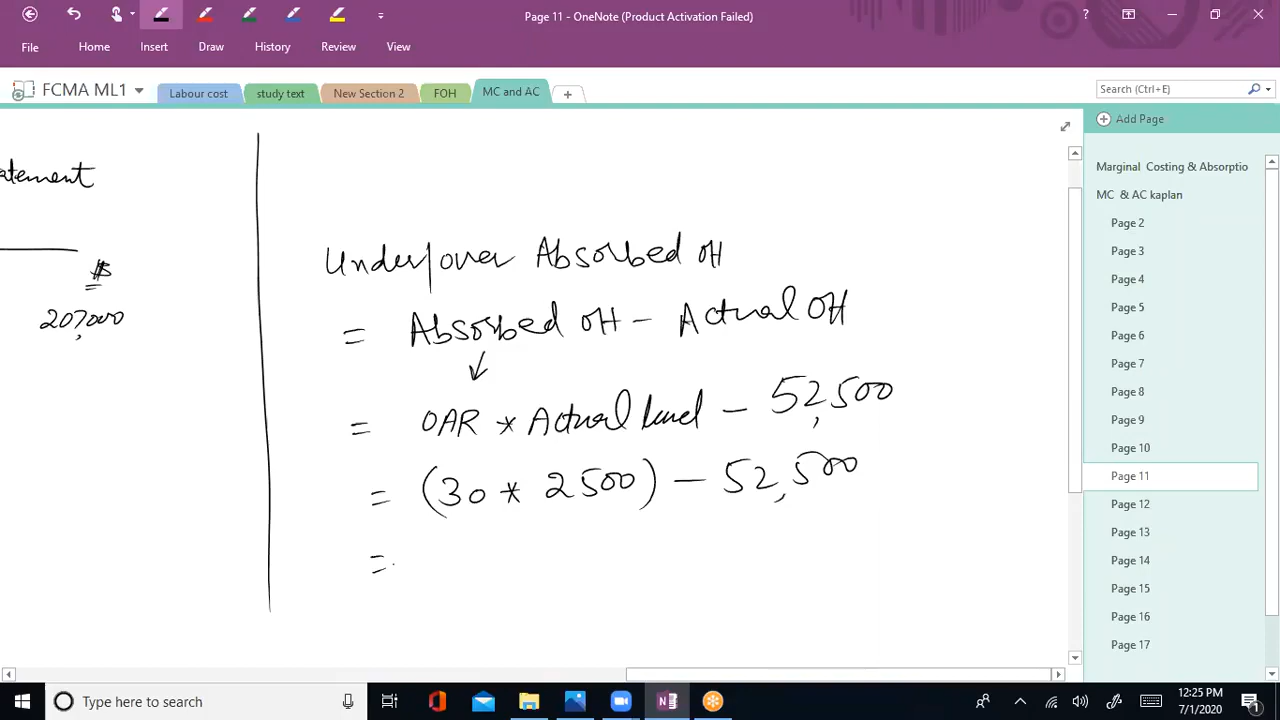 Page 11 - OneNote (Product Activation Failed)
?
File Home Insert Draw History Review View
FCMA ML1
Labour cost study text New Section 2 FOH MC and AC
Search (Ctrl+E)
Add Page
Marginal Costing & Absorptio
MC & AC kaplan
Page 2
Page 3
Page 4
Page 5
Page 6
Page 7
Page 8
Page 9
Page 10
Page 11
Page 12
Page 13
Page 14
Page 15
Page 16
Page 17
atement
$
207,000
Under/over Absorbed OH
= Absorbed OH - Actual OH
= OAR * Actual level - 52,500
= (30 * 2500) - 52,500
=
Type here to search
12:25 PM
7/1/2020
1